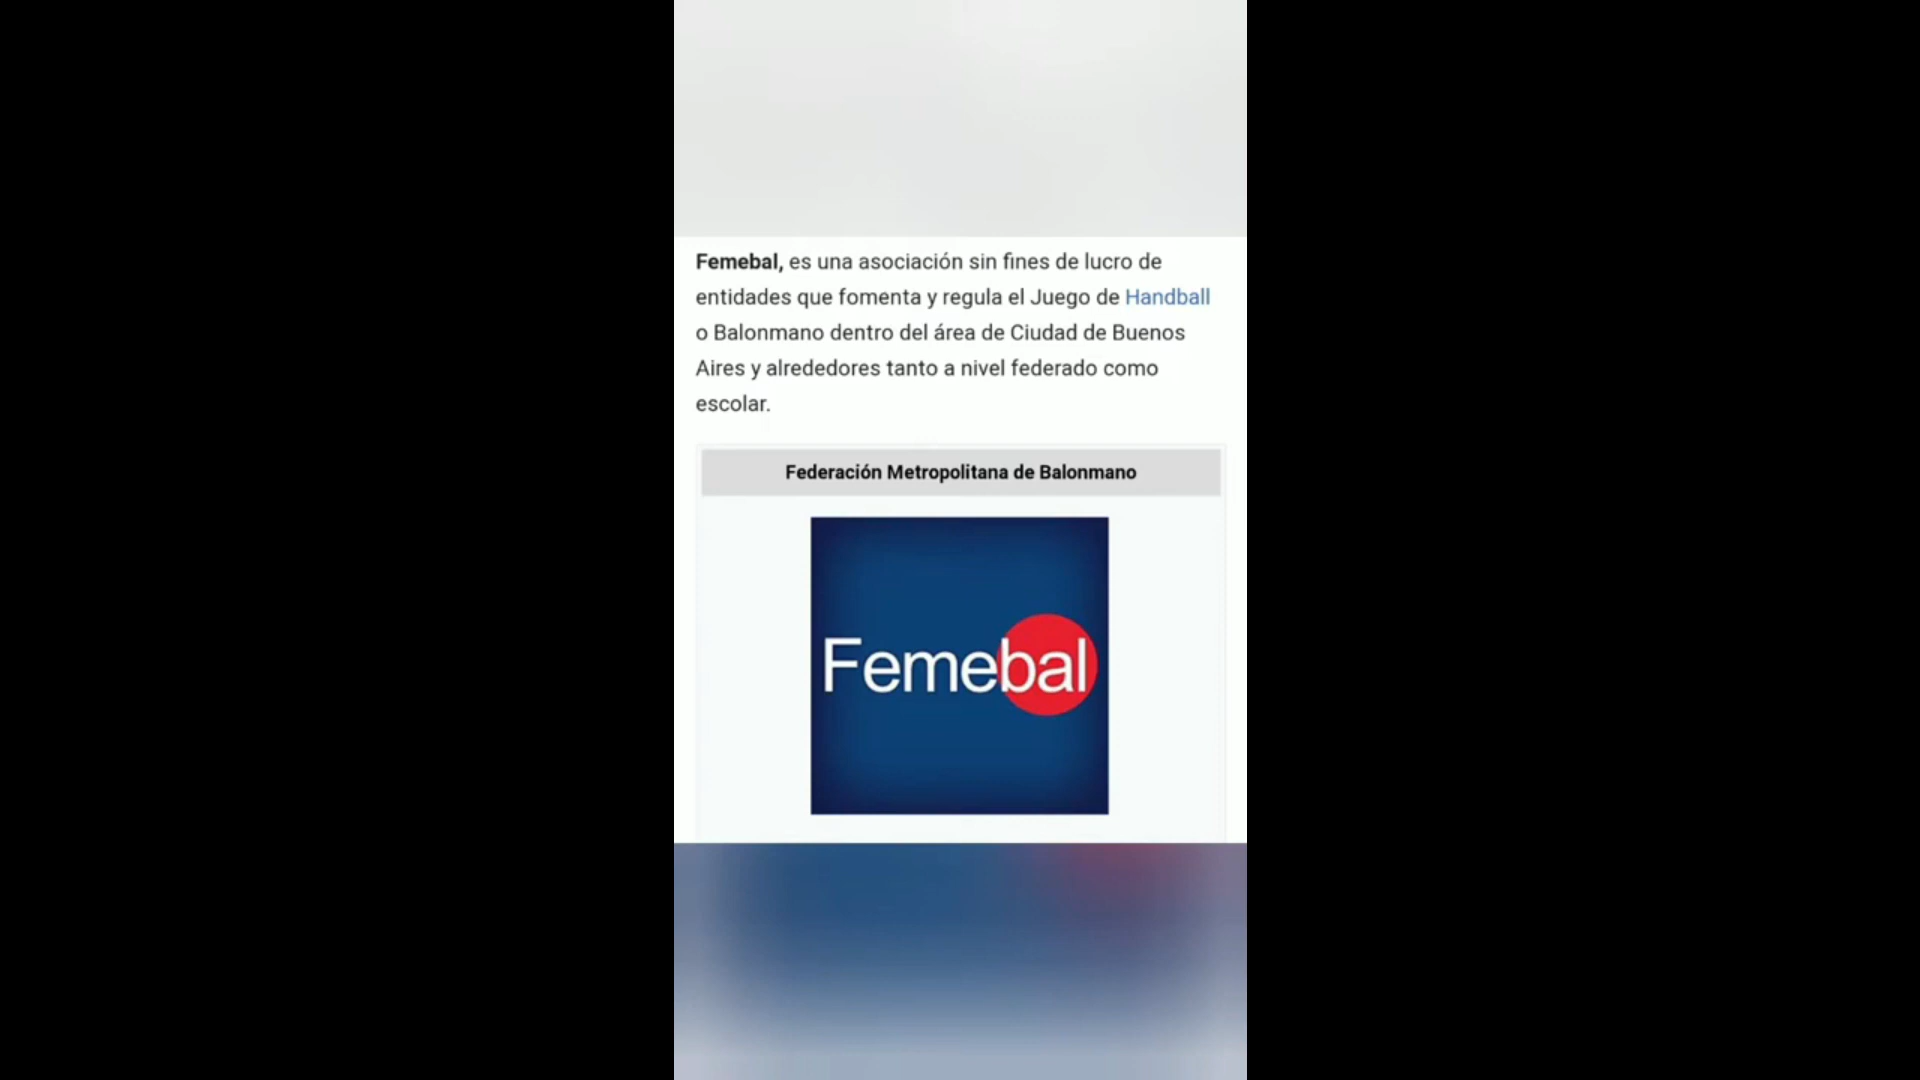 Femebal, es una asociación sin fines de lucro de
entidades que fomenta y regula el Juego de Handball
o Balonmano dentro del área de Ciudad de Buenos
Aires y alrededores tanto a nivel federado como
escolar.
Federación Metropolitana de Balonmano
Femebal